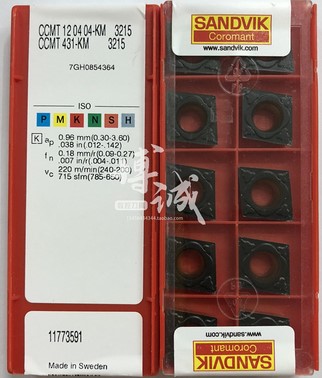 CCMT 12 04 04-KM 3215
CCMT 431-KM 3215
7GH0854364
ISO
P M K N S H
K ap 0.96 mm(0.30-3.60)
.038 in(.012-.142)
fn 0.18 mm/r(0.09-0.27)
.007 in/r(.004-.011)
vc 220 m/min(240-200)
715 sfm(785-650)
博诚
11773591
Made in Sweden
SANDVIK
Coromant
www.sandvik.com
SANDVIK
Coromant
www.sandvik.com